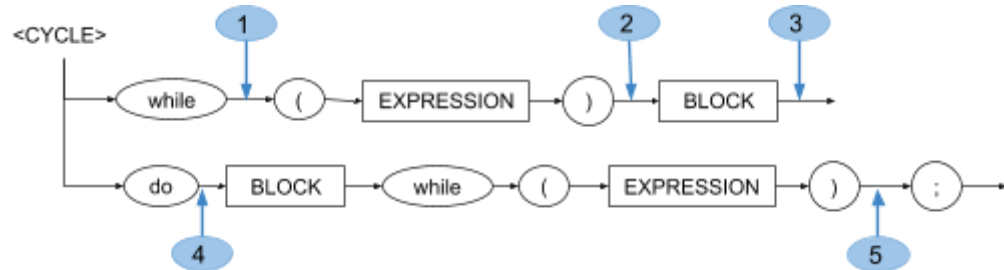 1 2 3
<CYCLE>
while ( EXPRESSION ) BLOCK
do BLOCK while ( EXPRESSION ) ;
4 5